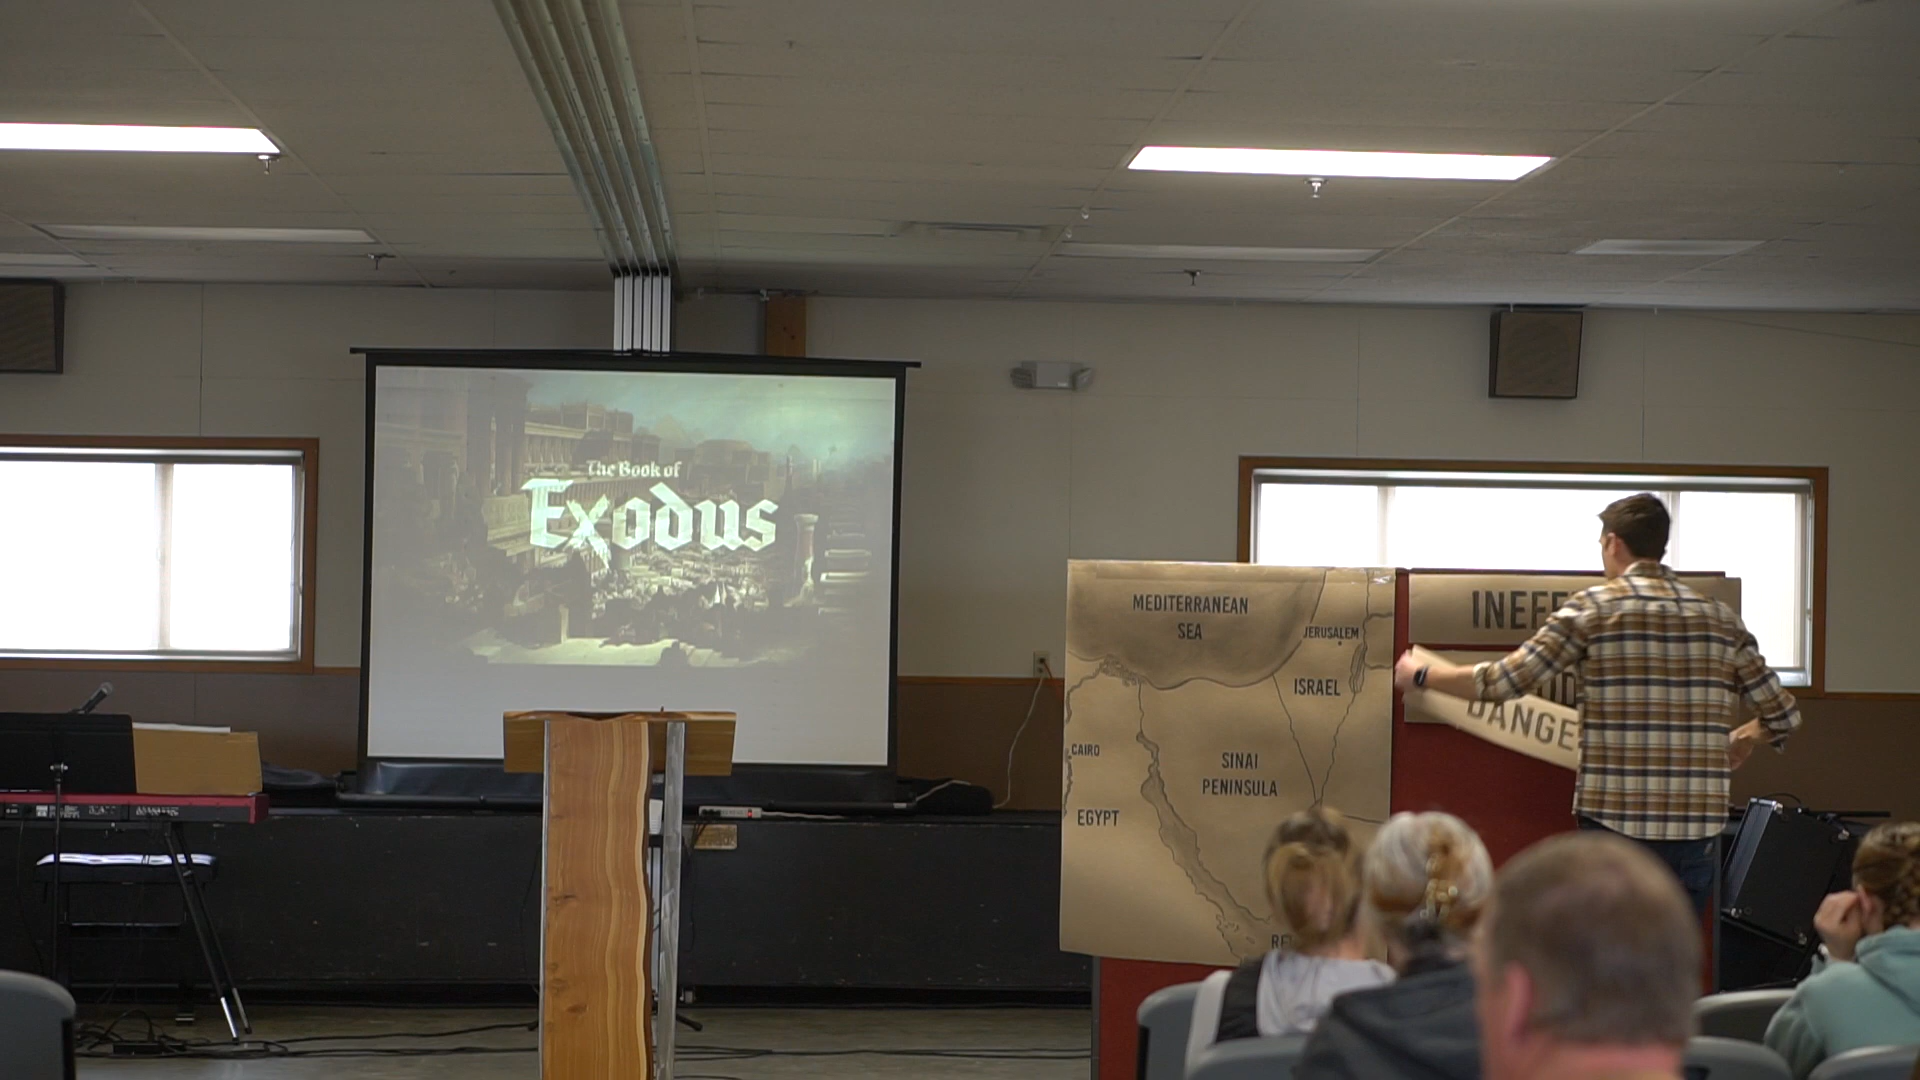 The Book of
Exodus
MEDITERRANEAN
SEA
JERUSALEM
ISRAEL
CAIRO
SINAI
PENINSULA
EGYPT